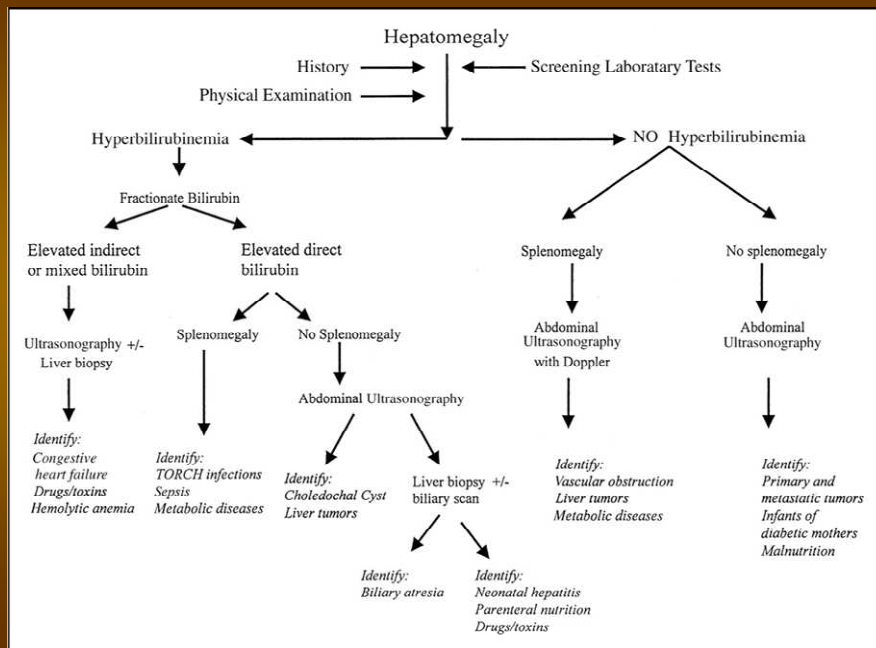 Hepatomegaly
History
Screening Laboratary Tests
Physical Examination
Hyperbilirubinemia
NO Hyperbilirubinemia
Fractionate Bilirubin
Elevated indirect
or mixed bilirubin
Elevated direct
bilirubin
Splenomegaly
No splenomegaly
Ultrasonography +/-
Liver biopsy
Splenomegaly
No Splenomegaly
Abdominal
Ultrasonography
with Doppler
Abdominal
Ultrasonography
Abdominal Ultrasonography
Identify:
Congestive
heart failure
Drugs/toxins
Hemolytic anemia
Identify:
TORCH infections
Sepsis
Metabolic diseases
Identify:
Choledochal Cyst
Liver tumors
Liver biopsy +/-
biliary scan
Identify:
Vascular obstruction
Liver tumors
Metabolic diseases
Identify:
Primary and
metastatic tumors
Infants of
diabetic mothers
Malnutrition
Identify:
Biliary atresia
Identify:
Neonatal hepatitis
Parenteral nutrition
Drugs/toxins